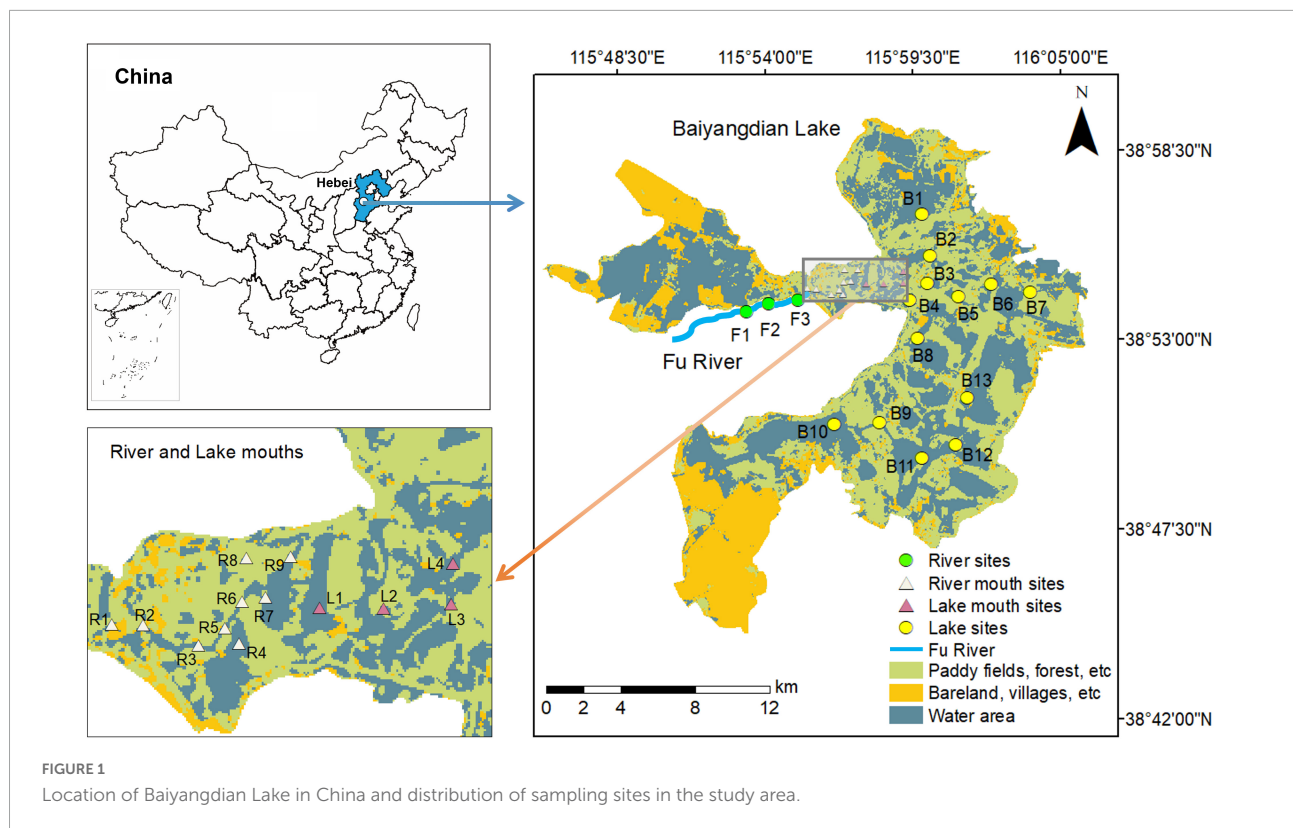 China
Hebei
115°48'30"E 115°54'00"E 115°59'30"E 116°05'00"E
N
Baiyangdian Lake
38°58'30"N
B1
B2
B3
B4
B5
B6
B7
F1
F2
F3
Fu River
38°53'00"N
B8
B13
B9
B10
B11
B12
38°47'30"N
River sites
River mouth sites
Lake mouth sites
Lake sites
Fu River
Paddy fields, forest, etc
Bareland, villages, etc
Water area
km
0 2 4 8 12
38°42'00"N
River and Lake mouths
R8
R9
L4
R6
R7
L1
L2
L3
R1
R2
R5
R3
R4
FIGURE 1
Location of Baiyangdian Lake in China and distribution of sampling sites in the study area.